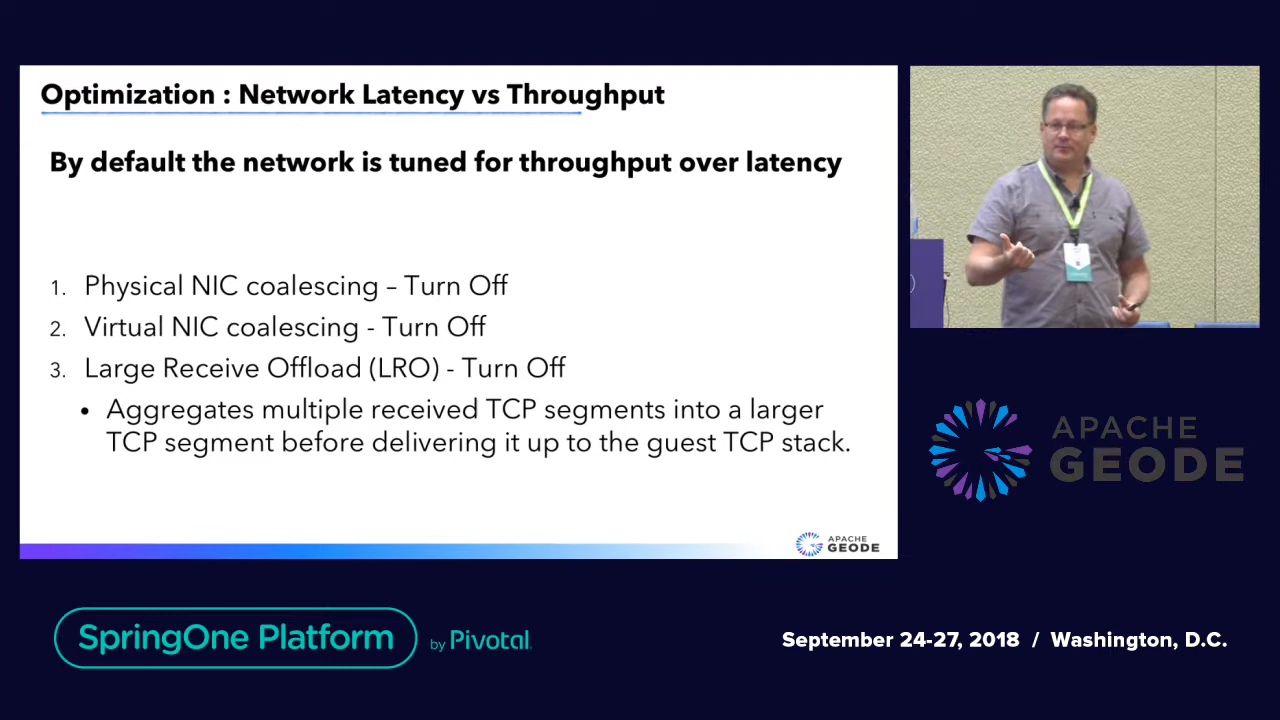 Optimization : Network Latency vs Throughput
By default the network is tuned for throughput over latency
1. Physical NIC coalescing – Turn Off
2. Virtual NIC coalescing - Turn Off
3. Large Receive Offload (LRO) - Turn Off
• Aggregates multiple received TCP segments into a larger
TCP segment before delivering it up to the guest TCP stack.
APACHE
GEODE
APACHE
GEODE
SpringOne Platform by Pivotal.
September 24-27, 2018 / Washington, D.C.